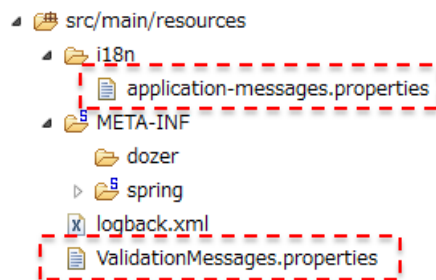 src/main/resources
i18n
application-messages.properties
META-INF
dozer
spring
logback.xml
ValidationMessages.properties